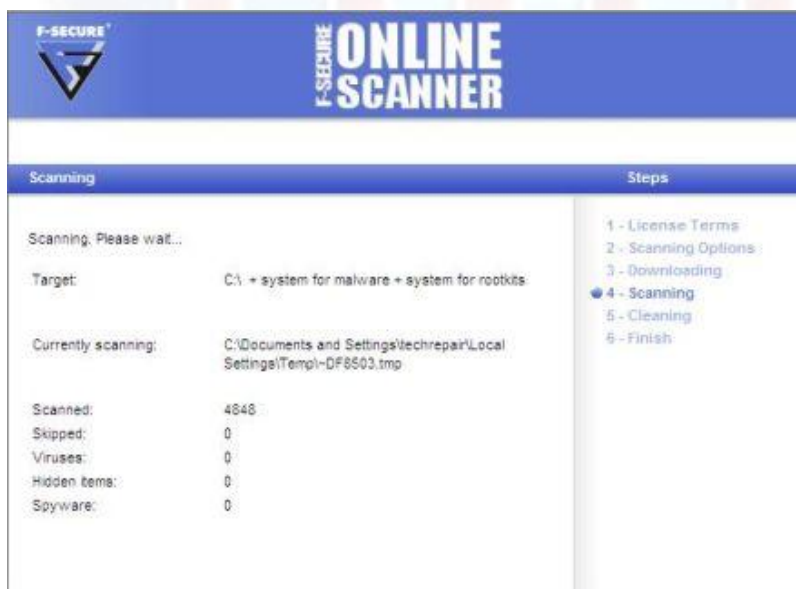 F-SECURE
F-SECURE ONLINE
SCANNER
Scanning
Steps
Scanning. Please wait...
Target: C:\ + system for malware + system for rootkits
Currently scanning: C:\Documents and Settings\techrepair\Local
Settings\Temp\~DF8503.tmp
Scanned: 4848
Skipped: 0
Viruses: 0
Hidden items: 0
Spyware: 0
1 - License Terms
2 - Scanning Options
3 - Downloading
4 - Scanning
5 - Cleaning
6 - Finish